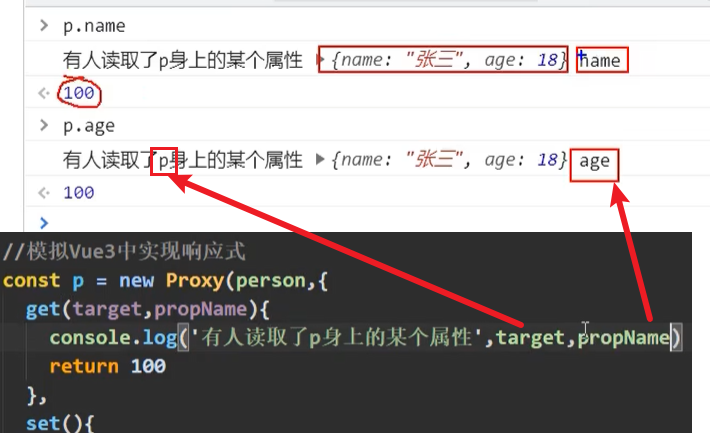 > p.name
有人读取了p身上的某个属性 ▶{name: "张三", age: 18} name
<· 100
> p.age
有人读取了p身上的某个属性 ▶{name: "张三", age: 18} age
<· 100
>
//模拟Vue3中实现响应式
const p = new Proxy(person,{
get(target,propName){
console.log('有人读取了p身上的某个属性',target,propName)
return 100
},
set(){